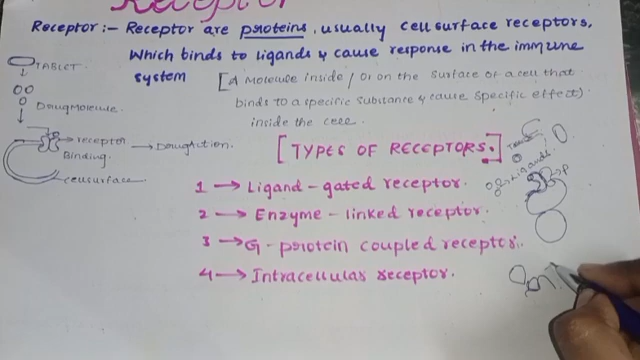 Receptor
Receptor :- Receptor are proteins, usually cell surface receptors,
Which binds to ligands & cause response in the immune
system [A Molecule inside / Or on the Surface of a cell that
binds to a specific Substance & cause Specific effect)
inside the cell.
TABLET
Drug Molecule.
receptor → Drug Action.
Binding.
cell surface.
[TYPES OF RECEPTORS.]
1 → Ligand - gated receptor.
2 → Enzyme - linked receptor.
3 → G - protein coupled receptor.
4 → Intracellular receptor.
Ligands.